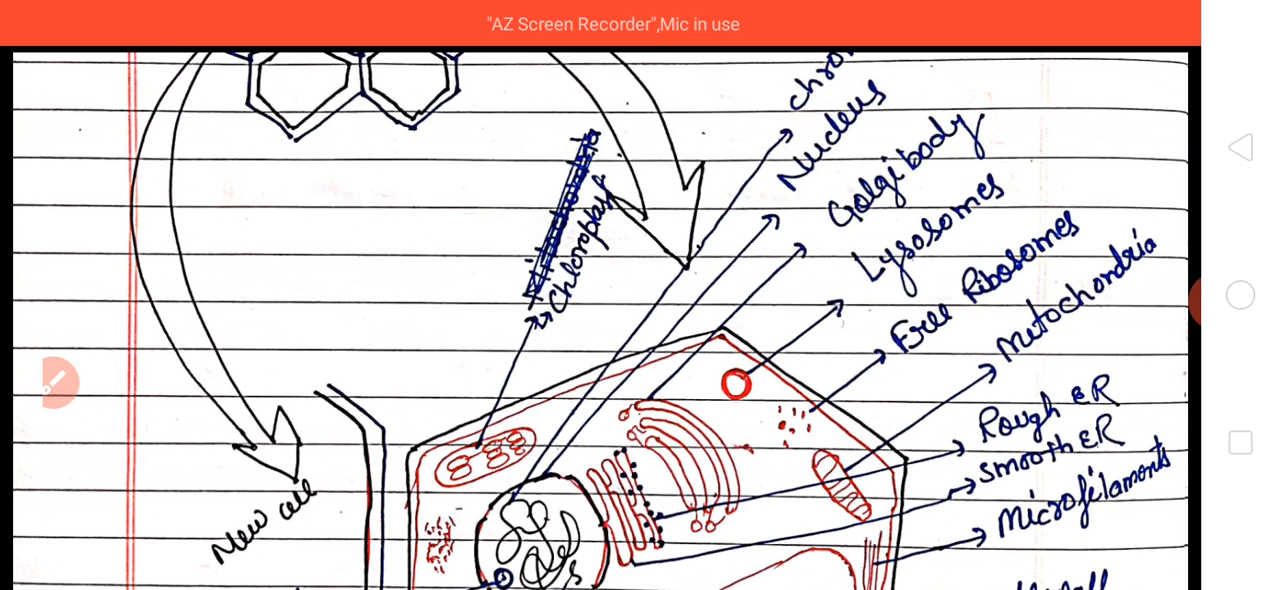 "AZ Screen Recorder",Mic in use
Nucleus
Golgi body
Lysosomes
Chloroplast
Free Ribosomes
Mitochondria
Rough ER
Smooth ER
Microfilaments
New cell